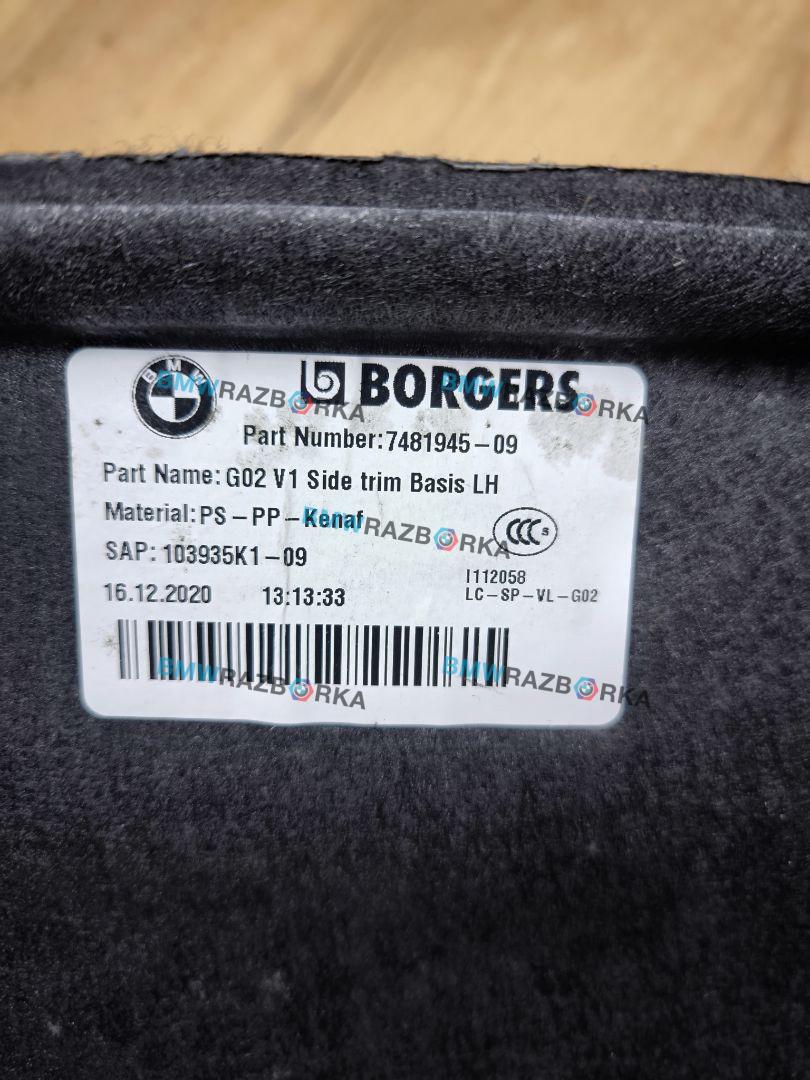 BMW
BORGERS
BMWRAZBORKA
BMWRAZBORKA
Part Number:7481945-09
Part Name:G02 V1 Side trim Basis LH
Material:PS-PP-Kenaf
BMWRAZBORKA
CCC S
SAP:103935K1-09
I112058
16.12.2020 13:13:33
LC-SP-VL-G02
BMWRAZBORKA
BMWRAZBORKA